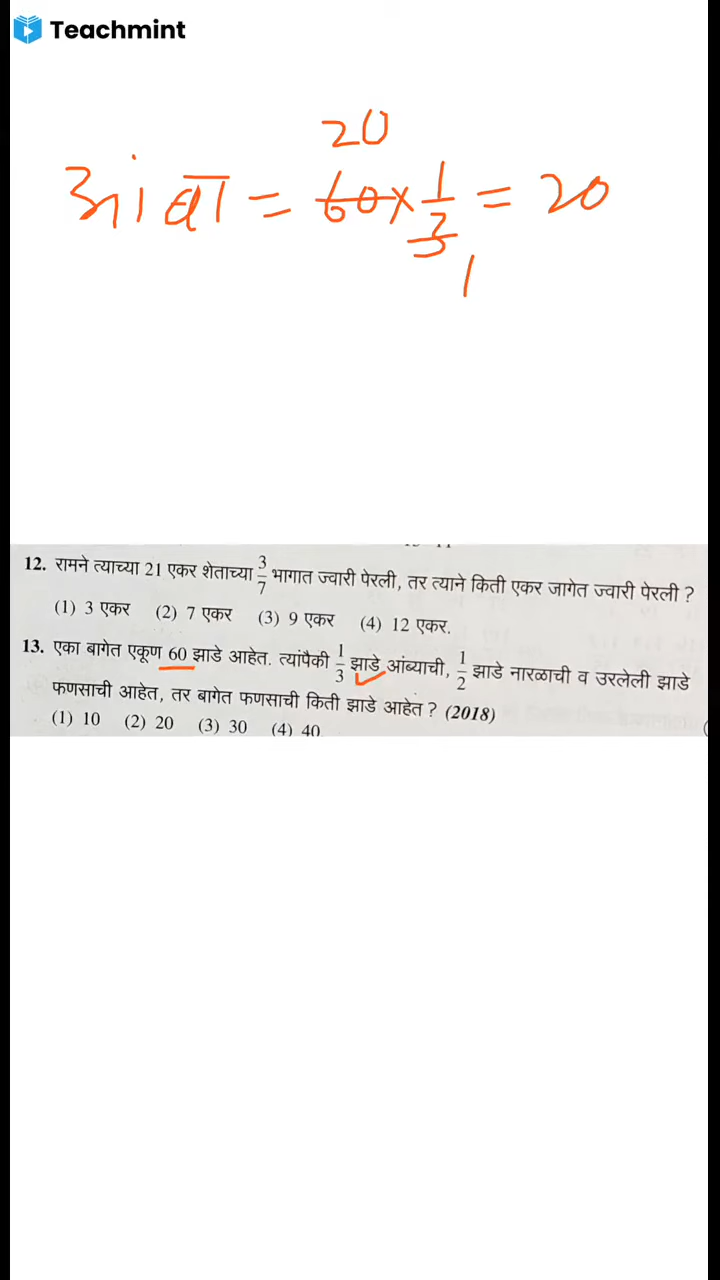 Teachmint
20
आंबा = 60 × 1/3 = 20
1
12. रामने त्याच्या 21 एकर शेताच्या 3/7 भागात ज्वारी पेरली, तर त्याने किती एकर जागेत ज्वारी पेरली ?
(1) 3 एकर (2) 7 एकर (3) 9 एकर (4) 12 एकर.
13. एका बागेत एकूण 60 झाडे आहेत. त्यांपैकी 1/3 झाडे आंब्याची, 1/2 झाडे नारळाची व उरलेली झाडे
फणसाची आहेत, तर बागेत फणसाची किती झाडे आहेत ? (2018)
(1) 10 (2) 20 (3) 30 (4) 40